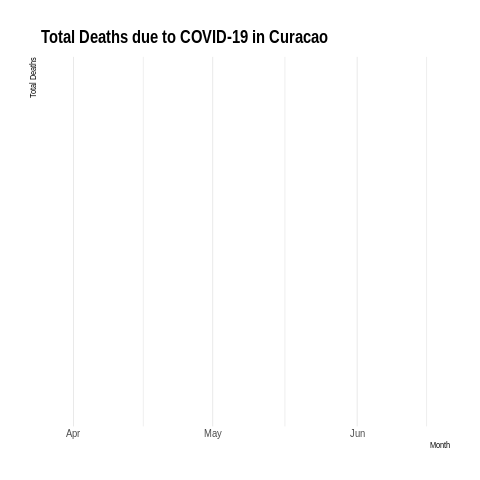 Total Deaths due to COVID-19 in Curacao
Total Deaths
Apr May Jun
Month